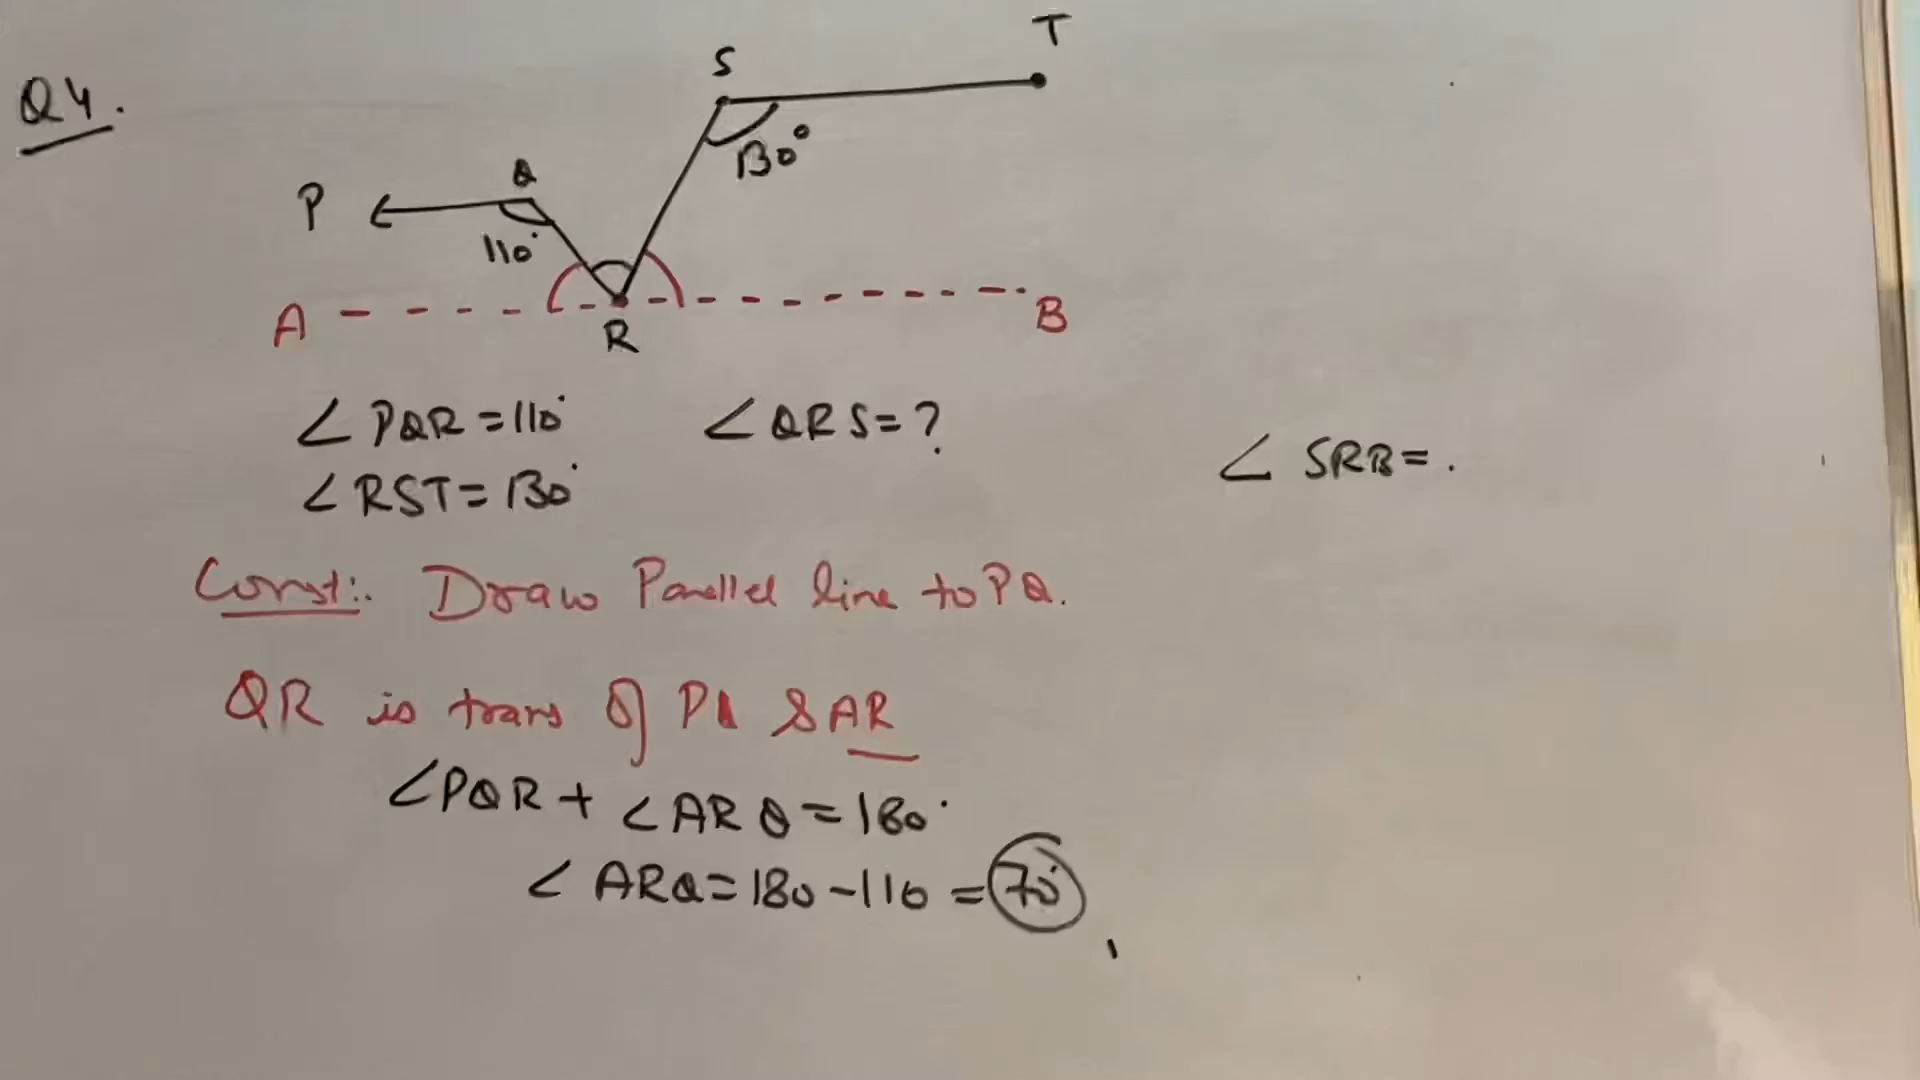 Q4.
S
T
130°
P
Q
110°
A
R
B
∠PQR=110°
∠QRS=?
∠RST=130°
∠SRB=.
Const:. Draw Parallel line to PQ.
QR is trans of PQ & AR
∠PQR + ∠ARQ=180°
∠ARQ=180-110=70°